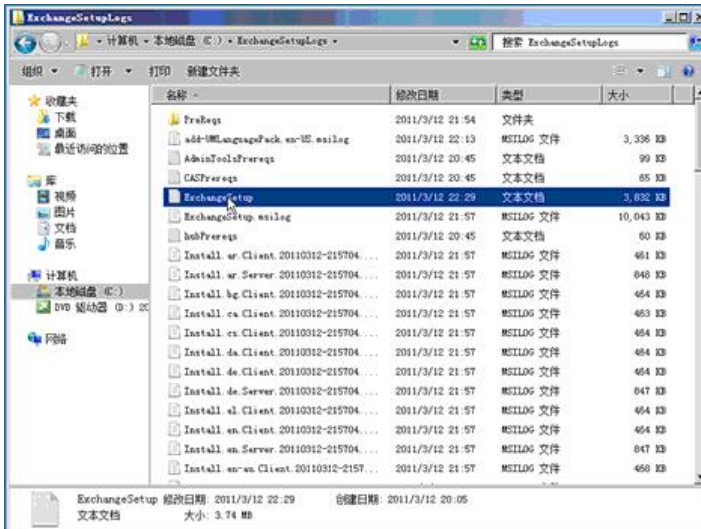 ExchangeSetupLogs
计算机 本地磁盘 (C:) ExchangeSetupLogs
搜索 ExchangeSetupLogs
组织 打开 打印 新建文件夹
名称 修改日期 类型 大小
收藏夹
下载
桌面
最近访问的位置
库
视频
图片
文档
音乐
计算机
本地磁盘 (C:)
DVD 驱动器 (D:) 20
网络
PreReqs 2011/3/12 21:54 文件夹
add-UMLanguagePack.en-US.msilog 2011/3/12 22:13 MSILOG 文件 3,336 KB
AdminToolsPrereqs 2011/3/12 20:45 文本文档 99 KB
CASPrereqs 2011/3/12 20:45 文本文档 65 KB
ExchangeSetup 2011/3/12 22:29 文本文档 3,832 KB
ExchangeSetup.msilog 2011/3/12 21:57 MSILOG 文件 10,043 KB
hubPrereqs 2011/3/12 20:45 文本文档 60 KB
Install.ar.Client.20110312-215704.... 2011/3/12 21:57 MSILOG 文件 461 KB
Install.ar.Server.20110312-215704.... 2011/3/12 21:57 MSILOG 文件 848 KB
Install.bg.Client.20110312-215704.... 2011/3/12 21:57 MSILOG 文件 464 KB
Install.ca.Client.20110312-215704.... 2011/3/12 21:57 MSILOG 文件 463 KB
Install.cs.Client.20110312-215704.... 2011/3/12 21:57 MSILOG 文件 464 KB
Install.da.Client.20110312-215704.... 2011/3/12 21:57 MSILOG 文件 464 KB
Install.de.Client.20110312-215704.... 2011/3/12 21:57 MSILOG 文件 464 KB
Install.de.Server.20110312-215704.... 2011/3/12 21:57 MSILOG 文件 847 KB
Install.el.Client.20110312-215704.... 2011/3/12 21:57 MSILOG 文件 464 KB
Install.en.Client.20110312-215704.... 2011/3/12 21:57 MSILOG 文件 464 KB
Install.en.Server.20110312-215704.... 2011/3/12 21:57 MSILOG 文件 847 KB
2011/3/12 21:57 MSILOG 文件 468 KB
ExchangeSetup 修改日期: 2011/3/12 22:29 创建日期: 2011/3/12 20:05
文本文档 大小: 3.74 MB